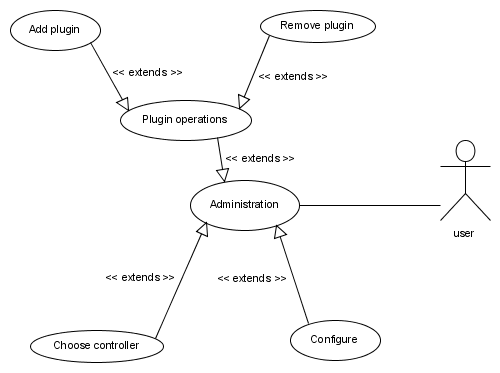 Remove plugin
Add plugin
<< extends >>
<< extends >>
Plugin operations
<< extends >>
Administration
user
<< extends >>
<< extends >>
Choose controller
Configure